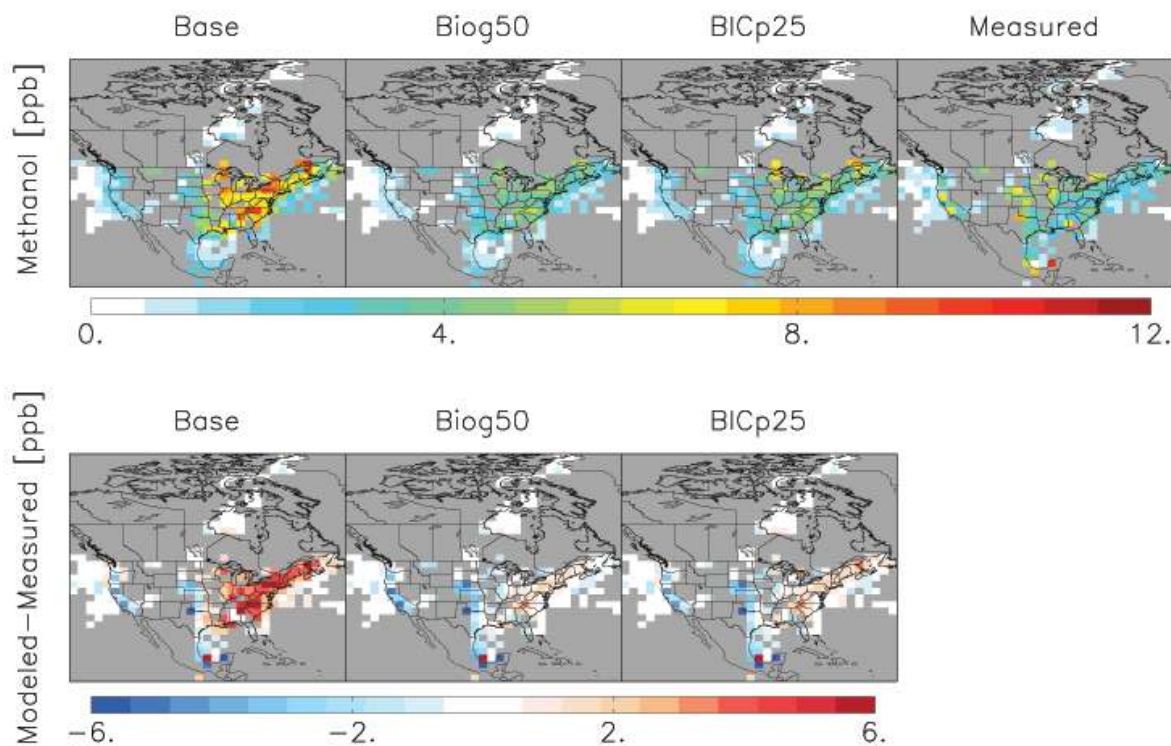 Base Biog50 BICp25 Measured
Methanol [ppb]
0. 4. 8. 12.
Base Biog50 BICp25
Modelled-Measured [ppb]
-6. -2. 2. 6.